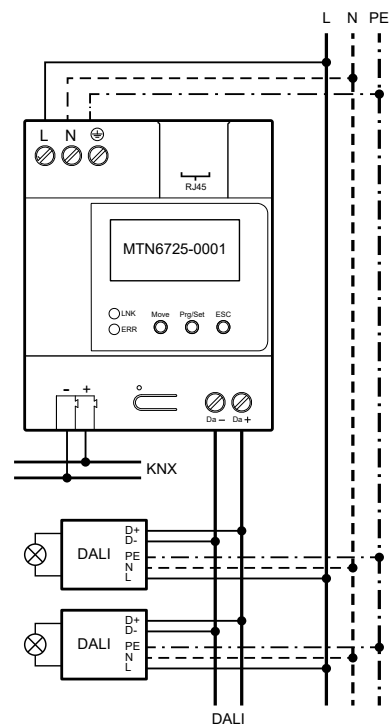 L N PE
L N
RJ45
MTN6725-0001
LNK Move Prg/Set ESC
ERR
- +
Da - Da +
KNX
D+
D-
DALI PE
N
L
D+
D-
DALI PE
N
L
DALI